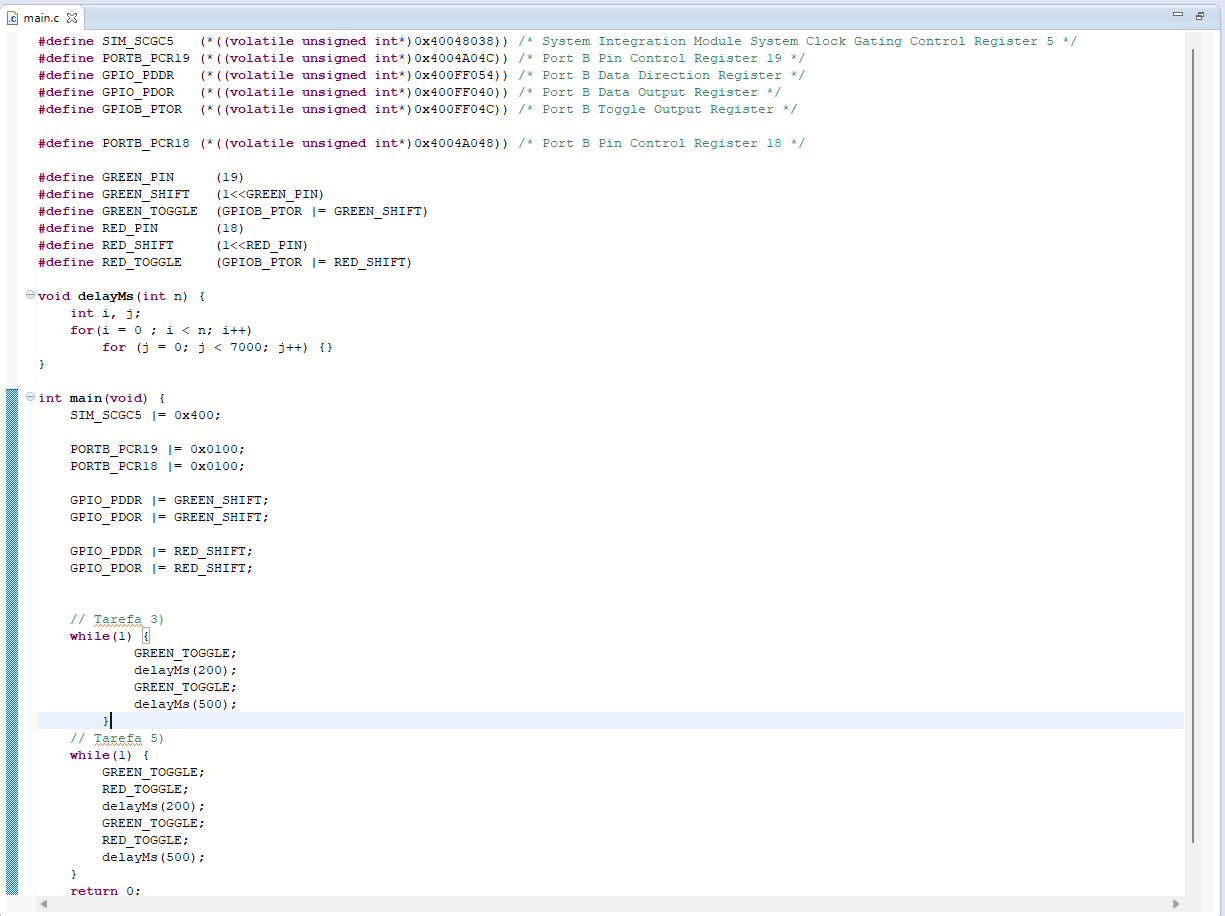 main.c
#define SIM_SCGC5   (*((volatile unsigned int*)0x40048038)) /* System Integration Module System Clock Gating Control Register 5 */
#define PORTB_PCR19 (*((volatile unsigned int*)0x4004A04C)) /* Port B Pin Control Register 19 */
#define GPIO_PDDR   (*((volatile unsigned int*)0x400FF054)) /* Port B Data Direction Register */
#define GPIO_PDOR   (*((volatile unsigned int*)0x400FF040)) /* Port B Data Output Register */
#define GPIOB_PTOR  (*((volatile unsigned int*)0x400FF04C)) /* Port B Toggle Output Register */

#define PORTB_PCR18 (*((volatile unsigned int*)0x4004A048)) /* Port B Pin Control Register 18 */

#define GREEN_PIN     (19)
#define GREEN_SHIFT   (1<<GREEN_PIN)
#define GREEN_TOGGLE  (GPIOB_PTOR |= GREEN_SHIFT)
#define RED_PIN       (18)
#define RED_SHIFT     (1<<RED_PIN)
#define RED_TOGGLE    (GPIOB_PTOR |= RED_SHIFT)

void delayMs(int n) {
    int i, j;
    for(i = 0 ; i < n; i++)
        for (j = 0; j < 7000; j++) {}
}

int main(void) {
    SIM_SCGC5 |= 0x400;

    PORTB_PCR19 |= 0x0100;
    PORTB_PCR18 |= 0x0100;

    GPIO_PDDR |= GREEN_SHIFT;
    GPIO_PDOR |= GREEN_SHIFT;

    GPIO_PDDR |= RED_SHIFT;
    GPIO_PDOR |= RED_SHIFT;


    // Tarefa 3)
    while(1) {
            GREEN_TOGGLE;
            delayMs(200);
            GREEN_TOGGLE;
            delayMs(500);
        }
    // Tarefa 5)
    while(1) {
        GREEN_TOGGLE;
        RED_TOGGLE;
        delayMs(200);
        GREEN_TOGGLE;
        RED_TOGGLE;
        delayMs(500);
    }
    return 0;